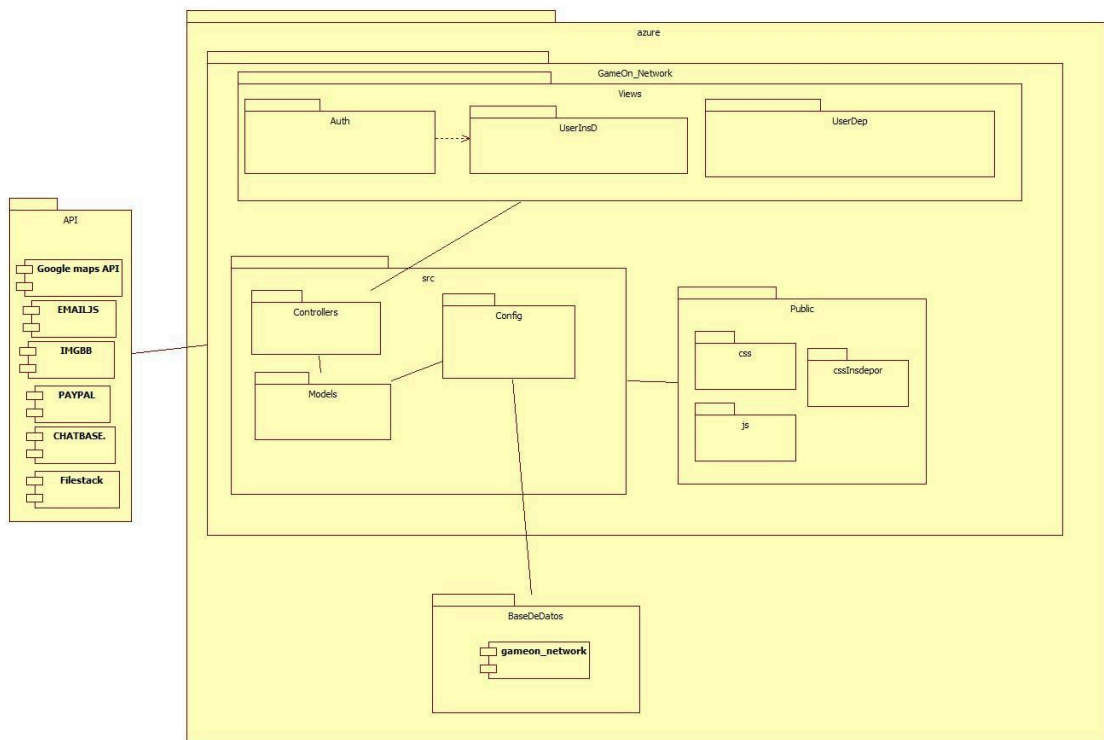 azure
GameOn_Network
Views
Auth
UserInsD
UserDep
API
Google maps API
EMAILJS
IMGBB
PAYPAL
CHATBASE.
Filestack
src
Controllers
Config
Models
Public
css
cssInsdepor
js
BaseDeDatos
gameon_network